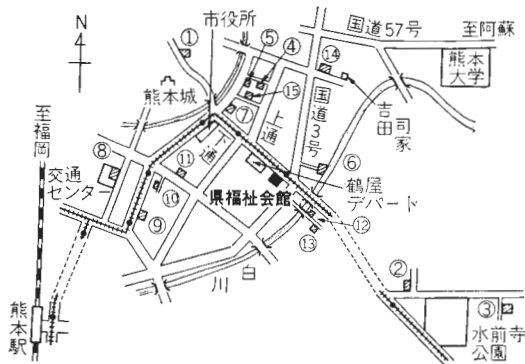 市役所
国道57号
至阿蘇
N
①
⑤
④
⑭
熊本
大学
熊本城
⑮
吉田司家
国道3号
上通
至福岡
⑦
下通
⑧
⑪
⑥
交通
センタ
鶴屋
デパート
⑩
県福祉会館
⑨
⑫
⑬
白
川
②
③
熊本駅
水前寺
公園